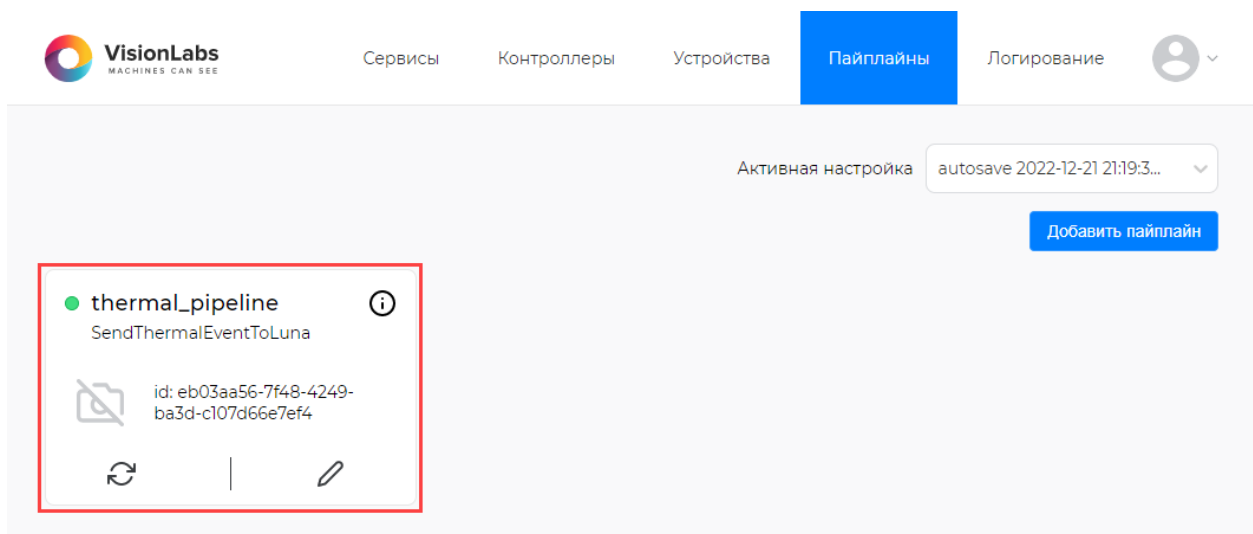 VisionLabs
MACHINES CAN SEE
Сервисы
Контроллеры
Устройства
Пайплайны
Логирование
Активная настройка
autosave 2022-12-21 21:19:3...
Добавить пайплайн
thermal_pipeline
SendThermalEventToLuna
id: eb03aa56-7f48-4249-
ba3d-c107d66e7ef4